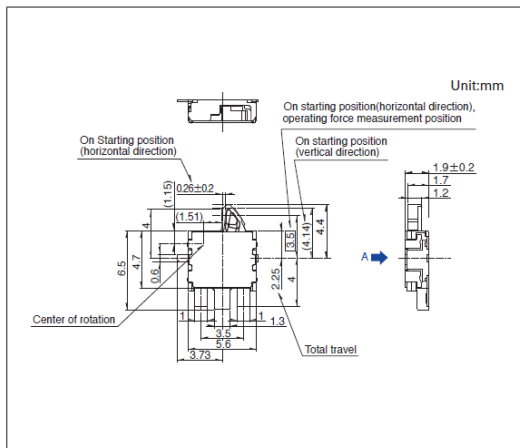 Unit:mm
On starting position(horizontal direction),
operating force measurement position
On Starting position
(horizontal direction)
On starting position
(vertical direction)
1.9±0.2
1.7
1.2
0.26±0.2
(1.15)
(1.51)
4
6.5
4.7
0.6
3.5
(4.14)
4.4
A
2.25
4
Center of rotation
1
1
1.3
3.5
5.6
3.73
Total travel